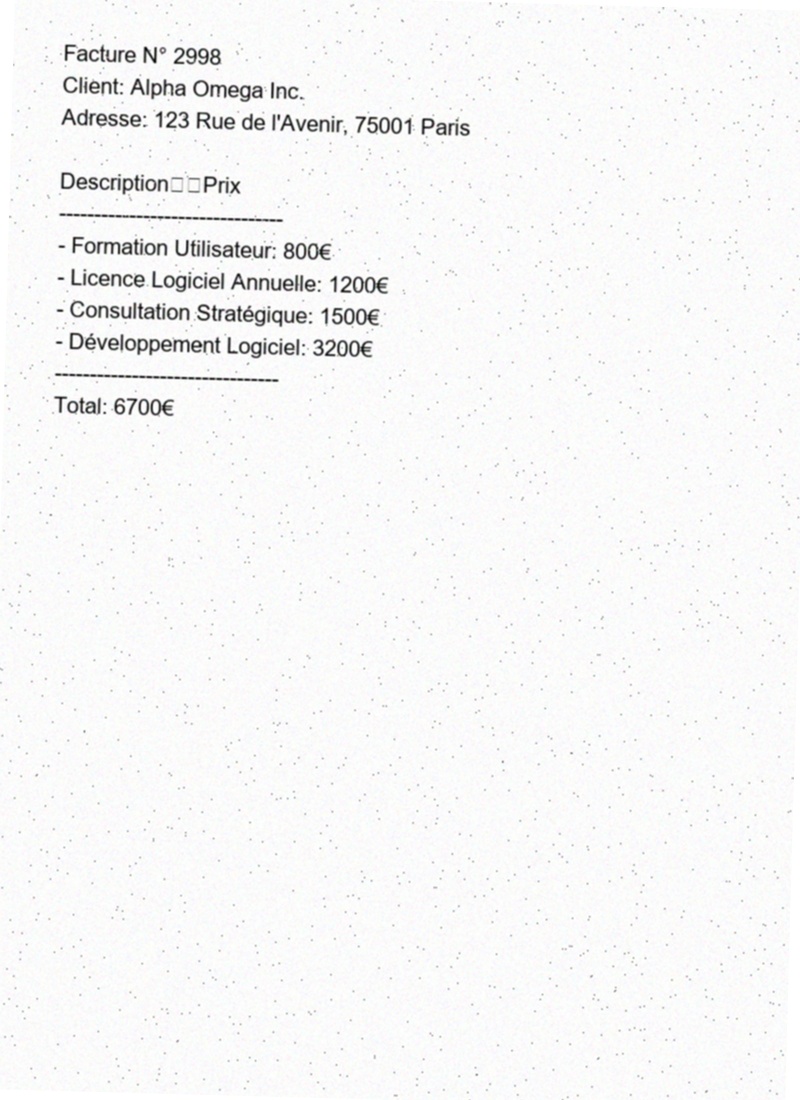 Facture N° 2998
Client: Alpha Omega Inc.
Adresse: 123 Rue de l'Avenir, 75001 Paris
Description□□Prix
--------------------------------
- Formation Utilisateur: 800€
- Licence Logiciel Annuelle: 1200€
- Consultation Stratégique: 1500€
- Développement Logiciel: 3200€
--------------------------------
Total: 6700€